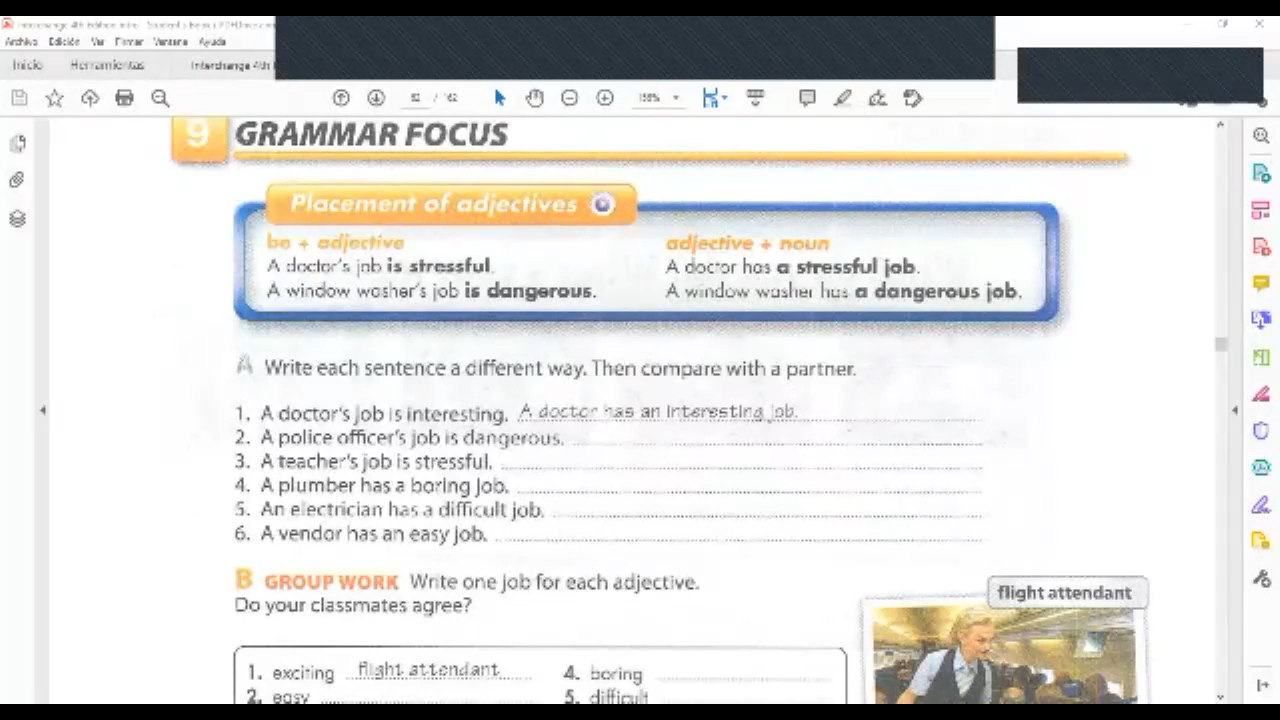 Archivo Edición Ver Firmar Ventana Ayuda
Inicio Herramientas Interchange 4th
/ 162
9 GRAMMAR FOCUS
Placement of adjectives
be + adjective
A doctor's job is stressful.
A window washer's job is dangerous.
adjective + noun
A doctor has a stressful job.
A window washer has a dangerous job.
A Write each sentence a different way. Then compare with a partner.
1. A doctor's job is interesting. A doctor has an interesting job.
2. A police officer's job is dangerous.
3. A teacher's job is stressful.
4. A plumber has a boring job.
5. An electrician has a difficult job.
6. A vendor has an easy job.
B GROUP WORK Write one job for each adjective.
Do your classmates agree?
flight attendant
1. exciting flight attendant
2. easy
4. boring
5. difficult